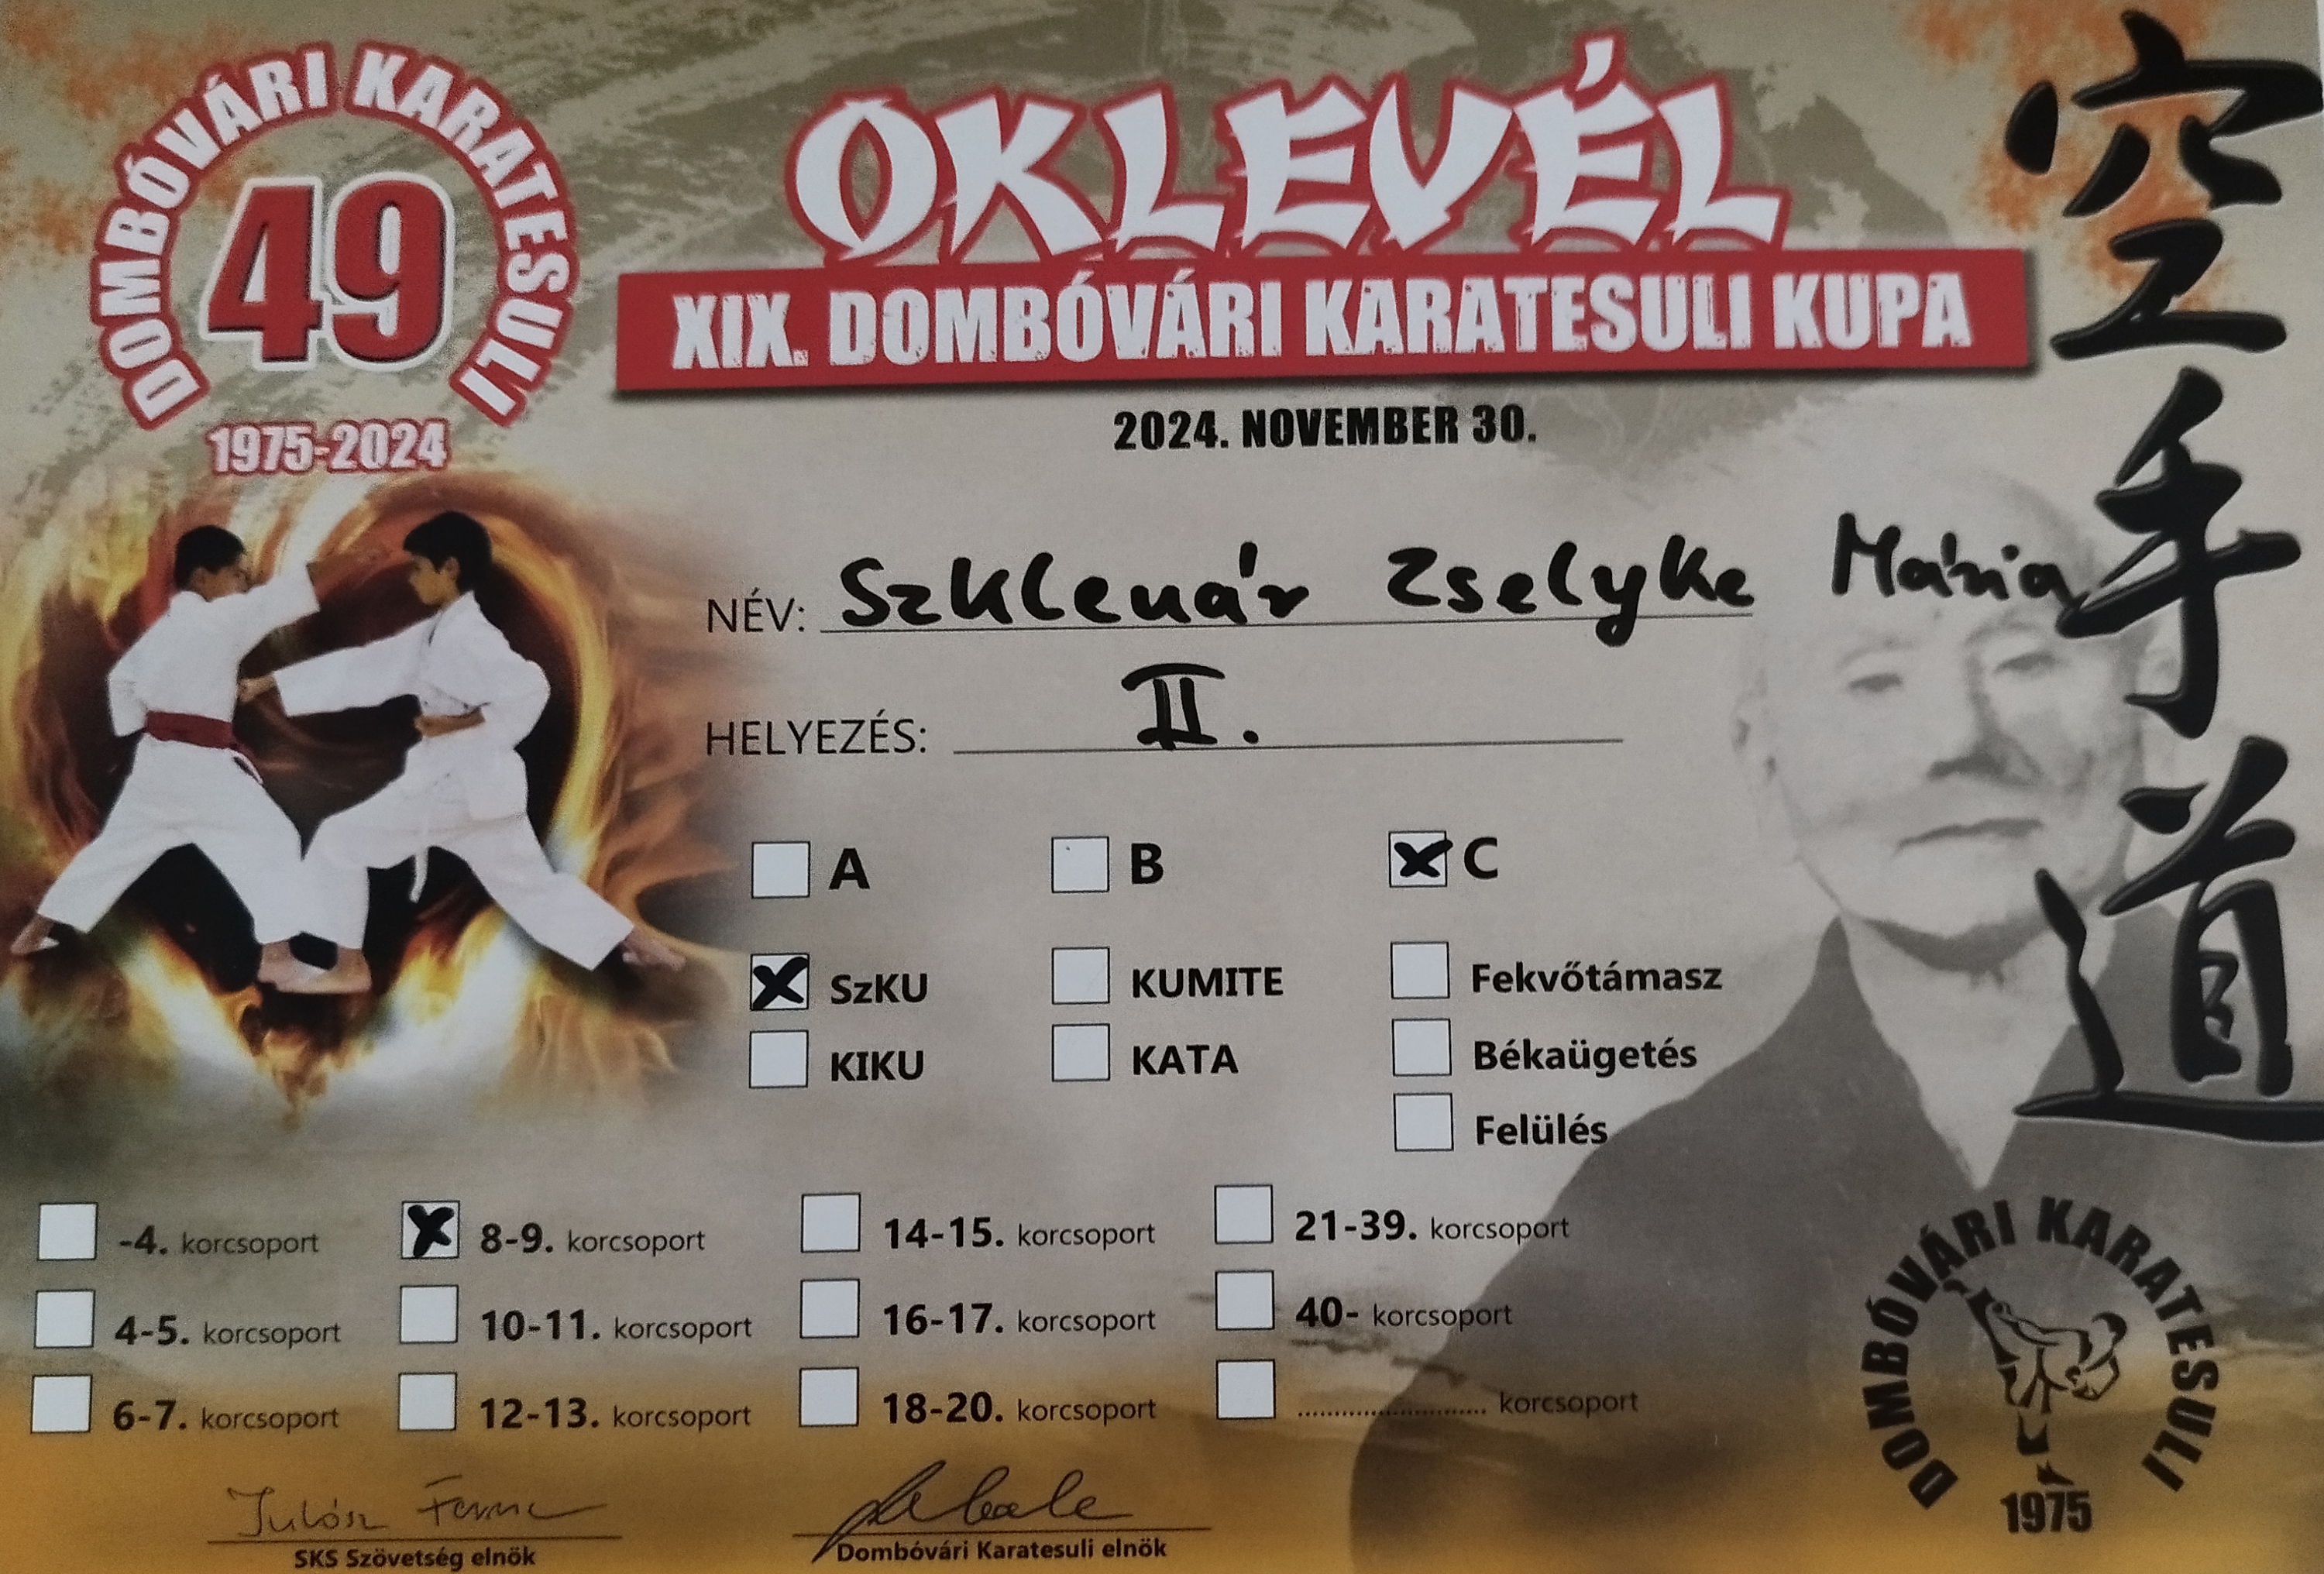 DOMBÓVÁRI KARATESULI
49
1975-2024
OKLEVÉL
XIX. DOMBÓVÁRI KARATESULI KUPA
2024. NOVEMBER 30.
空手道
NÉV: Szklenár Zselyke Mária
HELYEZÉS: II.
A B C
SzKU KUMITE Fekvőtámasz
KIKU KATA Békaügetés
Felülés
-4. korcsoport 8-9. korcsoport 14-15. korcsoport 21-39. korcsoport
4-5. korcsoport 10-11. korcsoport 16-17. korcsoport 40- korcsoport
6-7. korcsoport 12-13. korcsoport 18-20. korcsoport ........................ korcsoport
SKS Szövetség elnök Dombóvári Karatesuli elnök
DOMBÓVÁRI KARATESULI
1975